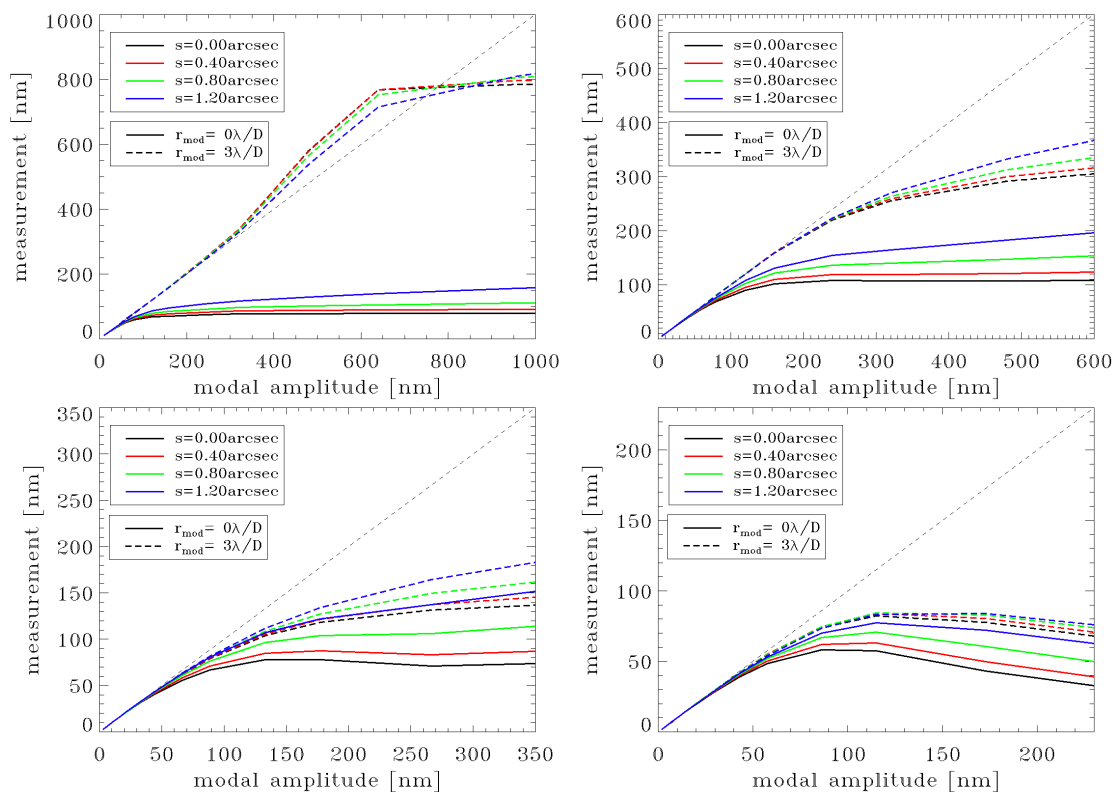 1000
800
600
400
200
0
measurement [nm]
s=0.00arcsec
s=0.40arcsec
s=0.80arcsec
s=1.20arcsec
r_mod= 0λ/D
r_mod= 3λ/D
0 200 400 600 800 1000
modal amplitude [nm]
600
500
400
300
200
100
0
measurement [nm]
s=0.00arcsec
s=0.40arcsec
s=0.80arcsec
s=1.20arcsec
r_mod= 0λ/D
r_mod= 3λ/D
0 100 200 300 400 500 600
modal amplitude [nm]
350
300
250
200
150
100
50
0
measurement [nm]
s=0.00arcsec
s=0.40arcsec
s=0.80arcsec
s=1.20arcsec
r_mod= 0λ/D
r_mod= 3λ/D
0 50 100 150 200 250 300 350
modal amplitude [nm]
200
150
100
50
0
measurement [nm]
s=0.00arcsec
s=0.40arcsec
s=0.80arcsec
s=1.20arcsec
r_mod= 0λ/D
r_mod= 3λ/D
0 50 100 150 200
modal amplitude [nm]